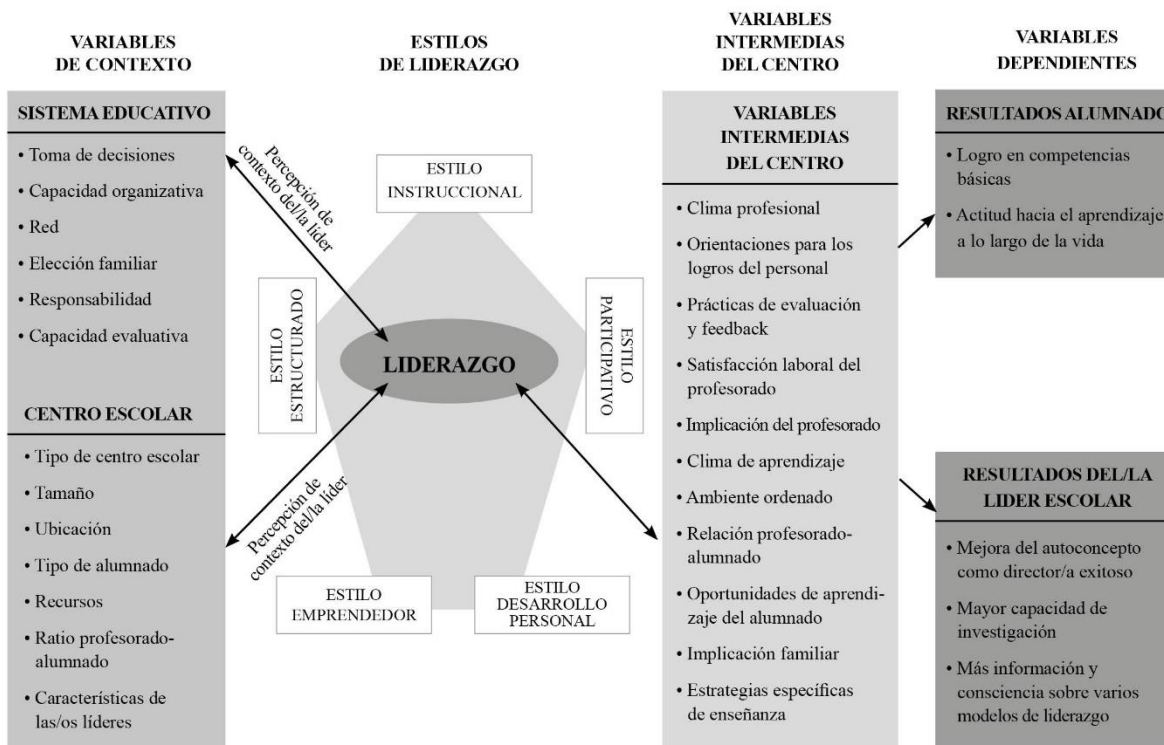 VARIABLES
DE CONTEXTO
SISTEMA EDUCATIVO
• Toma de decisiones
• Capacidad organizativa
• Red
• Elección familiar
• Responsabilidad
• Capacidad evaluativa
CENTRO ESCOLAR
• Tipo de centro escolar
• Tamaño
• Ubicación
• Tipo de alumnado
• Recursos
• Ratio profesorado-
alumnado
• Características de
las/os líderes
ESTILOS
DE LIDERAZGO
Percepción de
contexto del/la líder
ESTILO
INSTRUCCIONAL
ESTILO
ESTRUCTURADO
LIDERAZGO
ESTILO
PARTICIPATIVO
Percepción de
contexto del/la líder
ESTILO
EMPRENDEDOR
ESTILO
DESARROLLO
PERSONAL
VARIABLES
INTERMEDIAS
DEL CENTRO
VARIABLES
INTERMEDIAS
DEL CENTRO
• Clima profesional
• Orientaciones para los
logros del personal
• Prácticas de evaluación
y feedback
• Satisfacción laboral del
profesorado
• Implicación del profesorado
• Clima de aprendizaje
• Ambiente ordenado
• Relación profesorado-
alumnado
• Oportunidades de aprendi-
zaje del alumnado
• Implicación familiar
• Estrategias específicas
de enseñanza
VARIABLES
DEPENDIENTES
RESULTADOS ALUMNADO
• Logro en competencias
básicas
• Actitud hacia el aprendizaje
a lo largo de la vida
RESULTADOS DEL/LA
LIDER ESCOLAR
• Mejora del autoconcepto
como director/a exitoso
• Mayor capacidad de
investigación
• Más información y
consciencia sobre varios
modelos de liderazgo